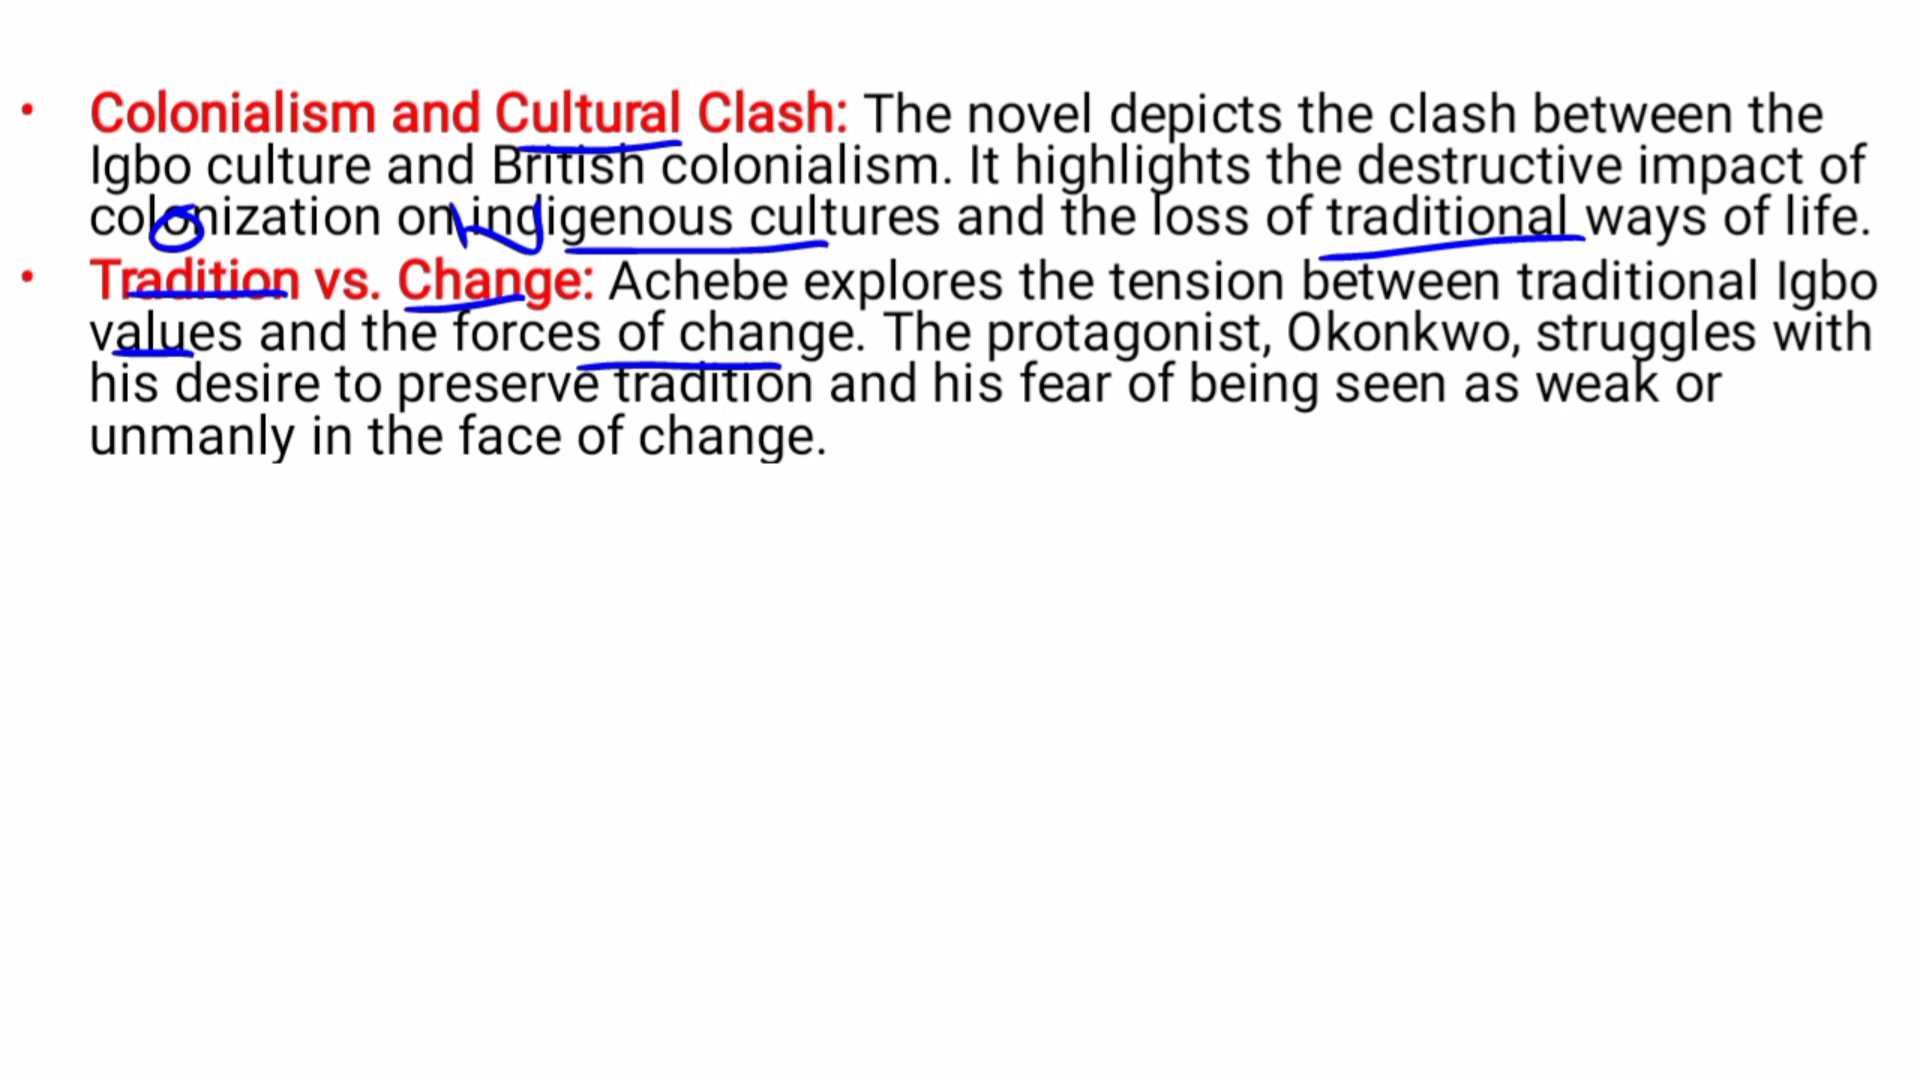 • Colonialism and Cultural Clash: The novel depicts the clash between the
Igbo culture and British colonialism. It highlights the destructive impact of
colonization on indigenous cultures and the loss of traditional ways of life.
• Tradition vs. Change: Achebe explores the tension between traditional Igbo
values and the forces of change. The protagonist, Okonkwo, struggles with
his desire to preserve tradition and his fear of being seen as weak or
unmanly in the face of change.